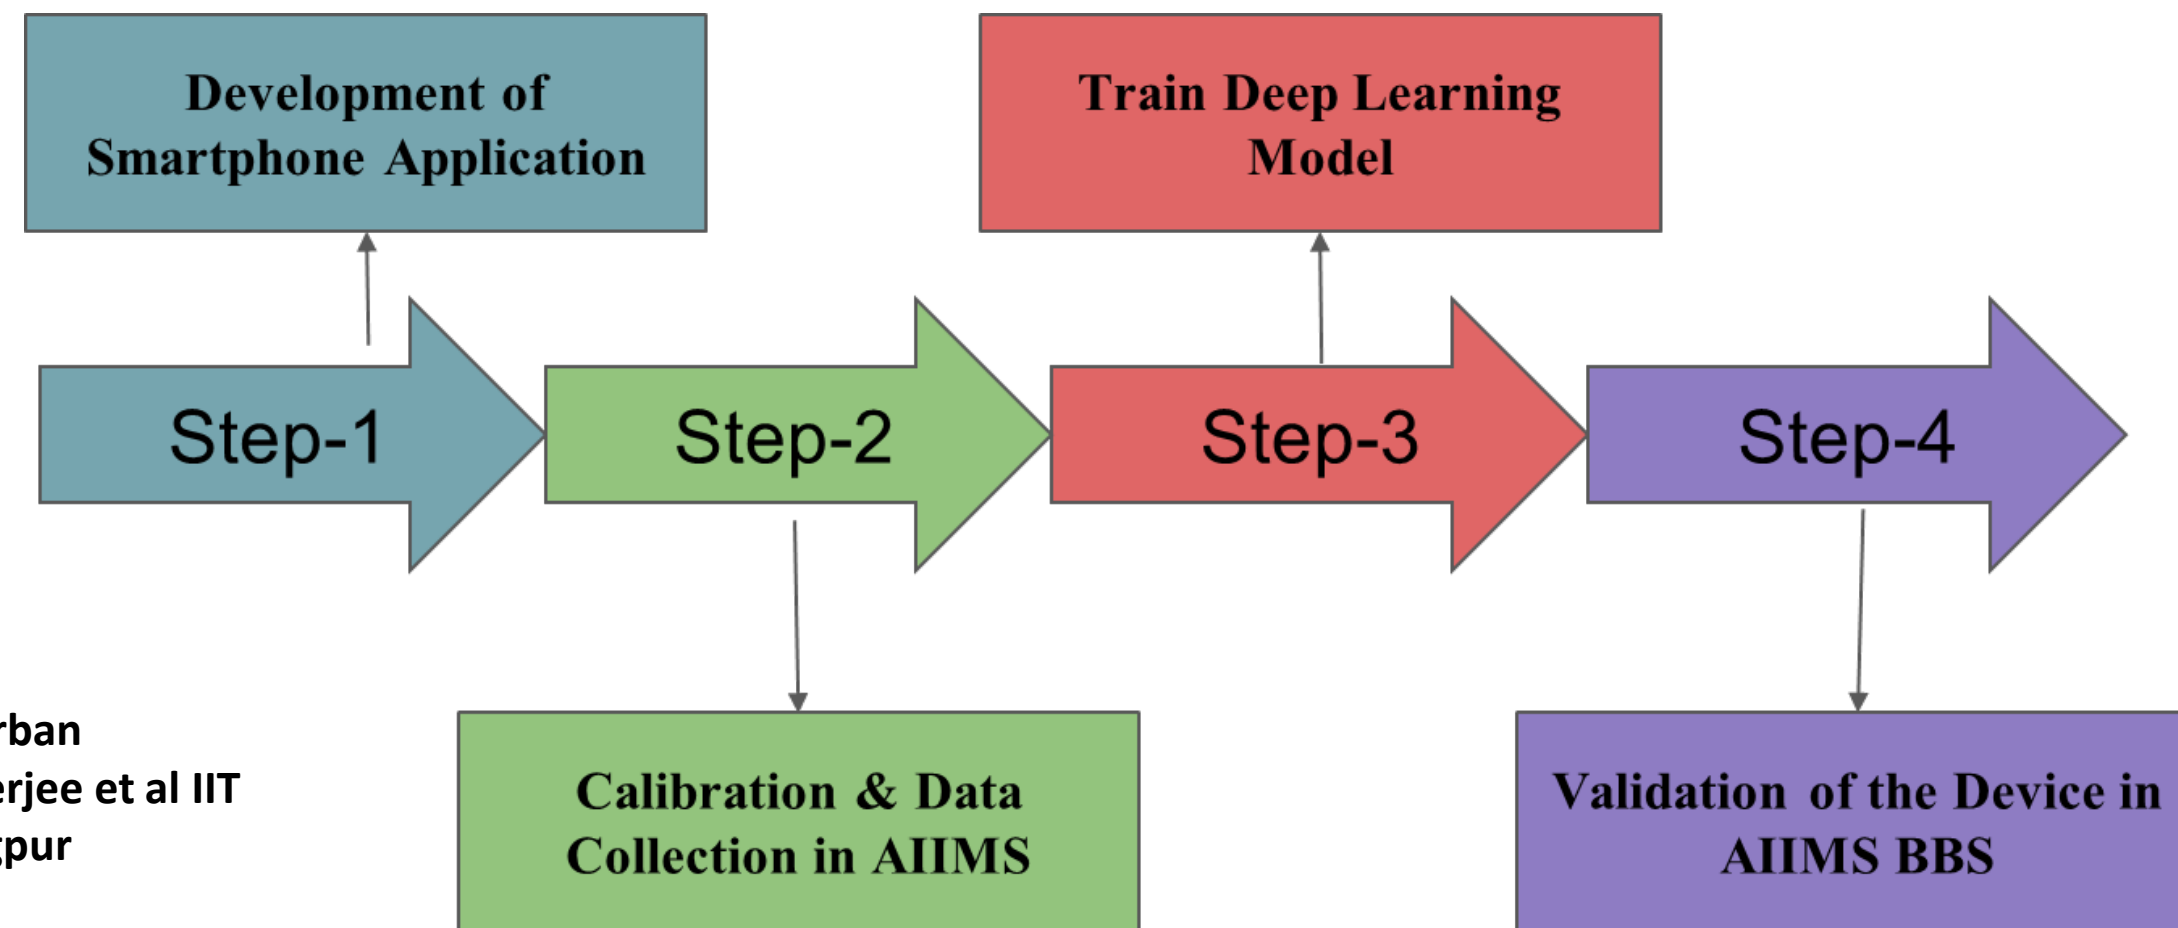 Development of
Smartphone Application
Train Deep Learning
Model
Step-1
Step-2
Step-3
Step-4
Calibration & Data
Collection in AIIMS
Validation of the Device in
AIIMS BBS
rban
erjee et al IIT
gpur